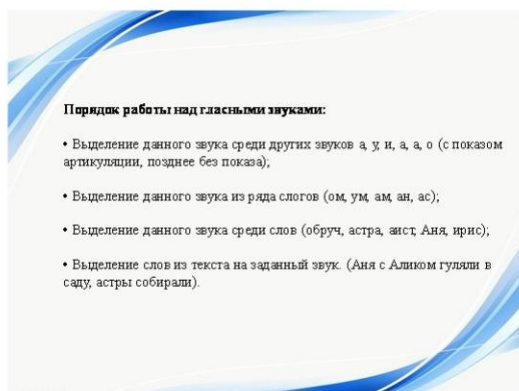 Порядок работы над гласными звуками:
• Выделение данного звука среди других звуков а, у, и, а, а, о (с показом
артикуляции, позднее без показа);
• Выделение данного звука из ряда слогов (ом, ум, ам, ан, ас);
• Выделение данного звука среди слов (обруч, астра, аист, Аня, ирис);
• Выделение слов из текста на заданный звук. (Аня с Аликом гуляли в
саду, астры собирали).